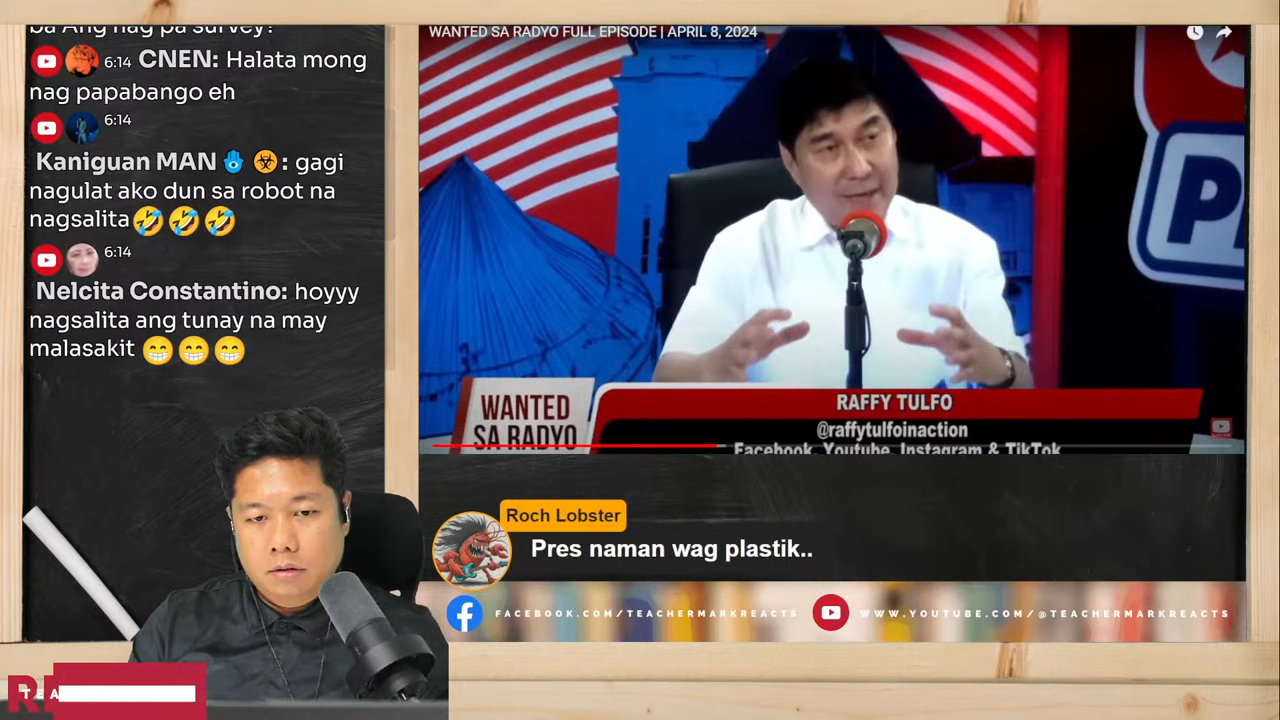 ba Ang nag pa survey?
6:14 CNEN: Halata mong
nag papabango eh
6:14
Kaniguan MAN : gagi
nagulat ako dun sa robot na
nagsalita🤣🤣🤣
6:14
Nelcita Constantino: hoyyy
nagsalita ang tunay na may
malasakit 😁😁😁
WANTED SA RADYO FULL EPISODE | APRIL 8, 2024
WANTED
SA RADYO
RAFFY TULFO
@raffytulfoinaction
Facebook, Youtube, Instagram & TikTok
Roch Lobster
Pres naman wag plastik..
FACEBOOK.COM/TEACHERMARKREACTS
WWW.YOUTUBE.COM/@TEACHERMARKREACTS